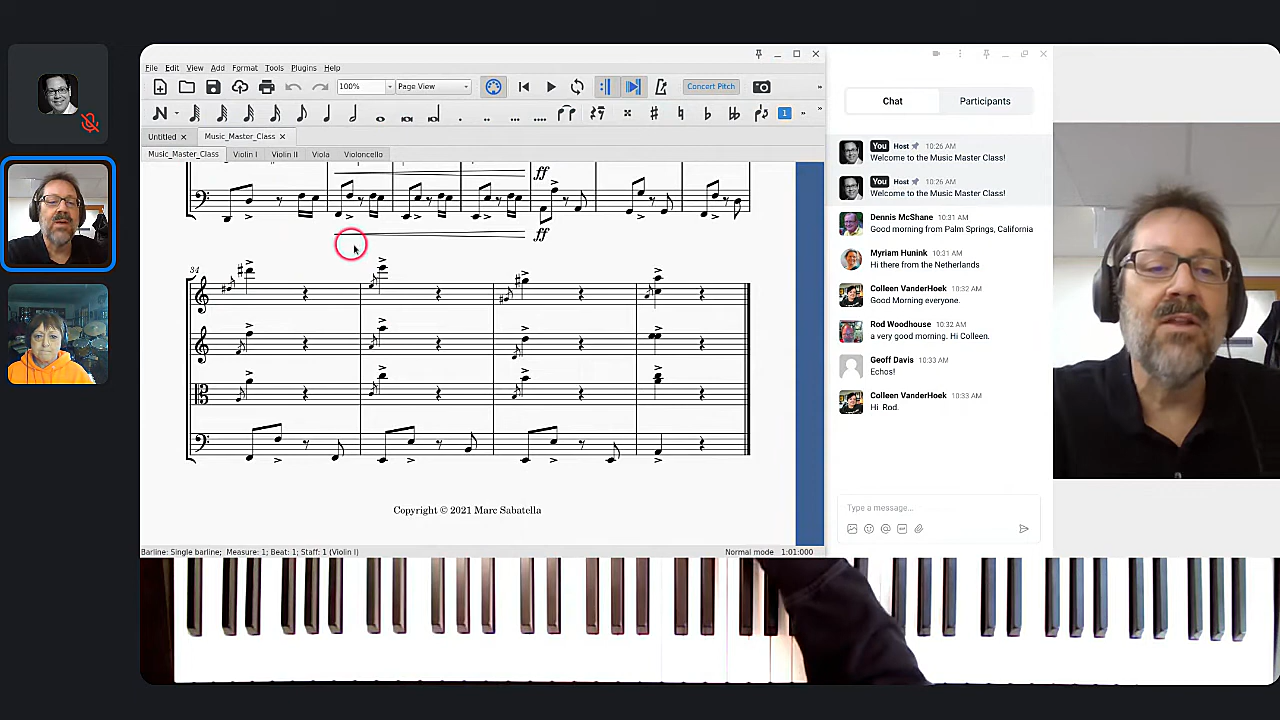 File Edit View Add Format Tools Plugins Help
100% Page View Concert Pitch
1
Untitled Music_Master_Class
Music_Master_Class Violin I Violin II Viola Violoncello
ff
ff
34
Copyright © 2021 Marc Sabatella
Barline: Single barline; Measure: 1; Beat: 1; Staff: 1 (Violin I) Normal mode 1:01:000
Chat Participants
You Host 10:26 AM
Welcome to the Music Master Class!
You Host 10:26 AM
Welcome to the Music Master Class!
Dennis McShane 10:31 AM
Good morning from Palm Springs, California
Myriam Hunink 10:31 AM
Hi there from the Netherlands
Colleen VanderHoek 10:32 AM
Good Morning everyone.
Rod Woodhouse 10:32 AM
a very good morning. Hi Colleen.
Geoff Davis 10:33 AM
Echos!
Colleen VanderHoek 10:33 AM
Hi Rod.
Type a message...